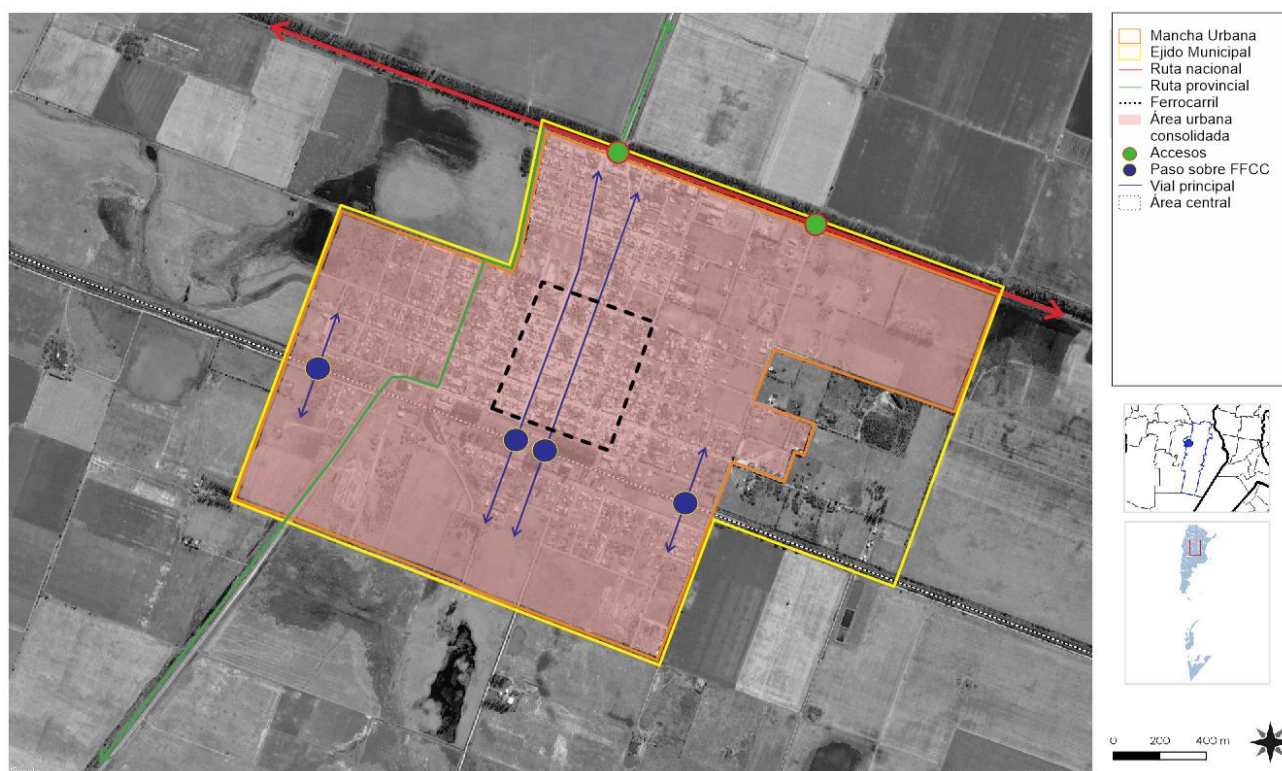 Mancha Urbana
Ejido Municipal
Ruta nacional
Ruta provincial
Ferrocarril
Área urbana
consolidada
Accesos
Paso sobre FFCC
Vial principal
Área central
0 200 400 m